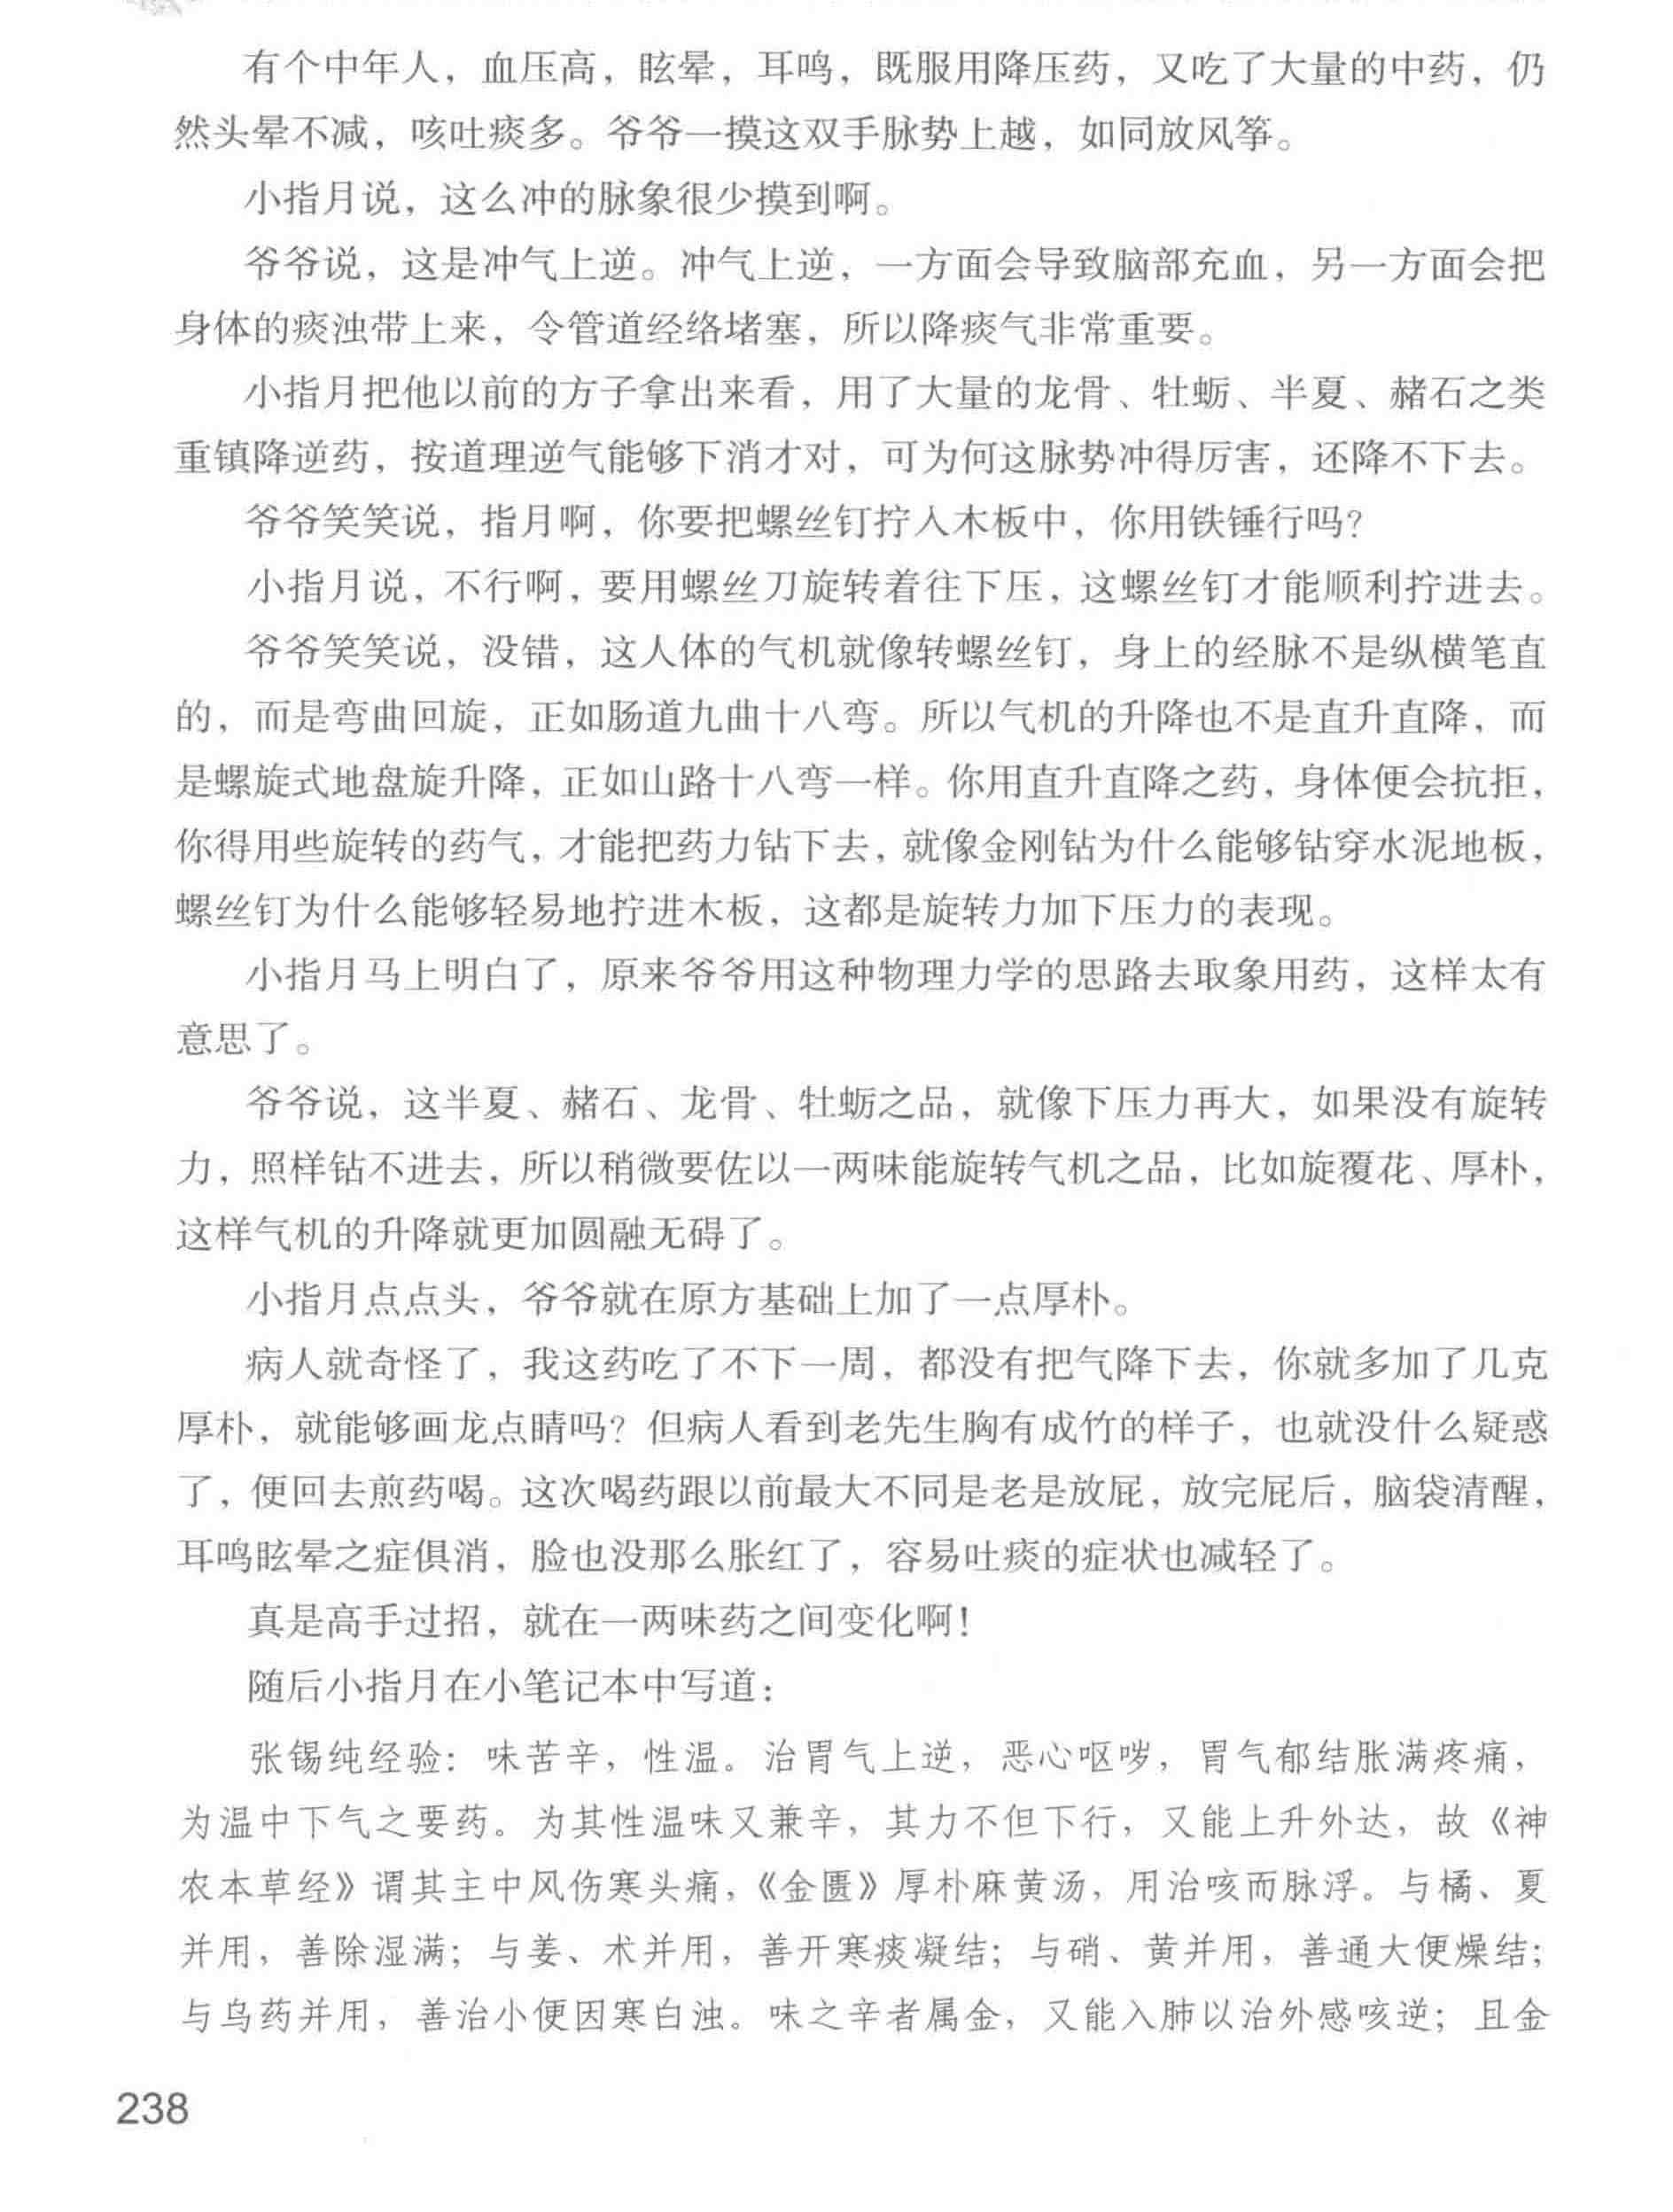 有个中年人，血压高，眩晕，耳鸣，既服用降压药，又吃了大量的中药，仍
然头晕不减，咳吐痰多。爷爷一摸这双手脉势上越，如同放风筝。
小指月说，这么冲的脉象很少摸到啊。
爷爷说，这是冲气上逆。冲气上逆，一方面会导致脑部充血，另一方面会把
身体的痰浊带上来，令管道经络堵塞，所以降痰气非常重要。
小指月把他以前的方子拿出来看，用了大量的龙骨、牡蛎、半夏、赭石之类
重镇降逆药，按道理逆气能够下消才对，可为何这脉势冲得厉害，还降不下去。
爷爷笑笑说，指月啊，你要把螺丝钉拧入木板中，你用铁锤行吗？
小指月说，不行啊，要用螺丝刀旋转着往下压，这螺丝钉才能顺利拧进去。
爷爷笑笑说，没错，这人体的气机就像转螺丝钉，身上的经脉不是纵横笔直
的，而是弯曲回旋，正如肠道九曲十八弯。所以气机的升降也不是直升直降，而
是螺旋式地盘旋升降，正如山路十八弯一样。你用直升直降之药，身体便会抗拒，
你得用些旋转的药气，才能把药力钻下去，就像金刚钻为什么能够钻穿水泥地板，
螺丝钉为什么能够轻易地拧进木板，这都是旋转力加下压力的表现。
小指月马上明白了，原来爷爷用这种物理力学的思路去取象用药，这样太有
意思了。
爷爷说，这半夏、赭石、龙骨、牡蛎之品，就像下压力再大，如果没有旋转
力，照样钻不进去，所以稍微要佐以一两味能旋转气机之品，比如旋覆花、厚朴，
这样气机的升降就更加圆融无碍了。
小指月点点头，爷爷就在原方基础上加了一点厚朴。
病人就奇怪了，我这药吃了不下一周，都没有把气降下去，你就多加了几克
厚朴，就能够画龙点睛吗？但病人看到老先生胸有成竹的样子，也就没什么疑惑
了，便回去煎药喝。这次喝药跟以前最大不同是老是放屁，放完屁后，脑袋清醒，
耳鸣眩晕之症俱消，脸也没那么胀红了，容易吐痰的症状也减轻了。
真是高手过招，就在一两味药之间变化啊！
随后小指月在小笔记本中写道：
张锡纯经验：味苦辛，性温。治胃气上逆，恶心呕哕，胃气郁结胀满疼痛，
为温中下气之要药。为其性温味又兼辛，其力不但下行，又能上升外达，故《神
农本草经》谓其主中风伤寒头痛，《金匮》厚朴麻黄汤，用治咳而脉浮。与橘、夏
并用，善除湿满；与姜、术并用，善开寒痰凝结；与硝、黄并用，善通大便燥结；
与乌药并用，善治小便因寒白浊。味之辛者属金，又能入肺以治外感咳逆；且金
238